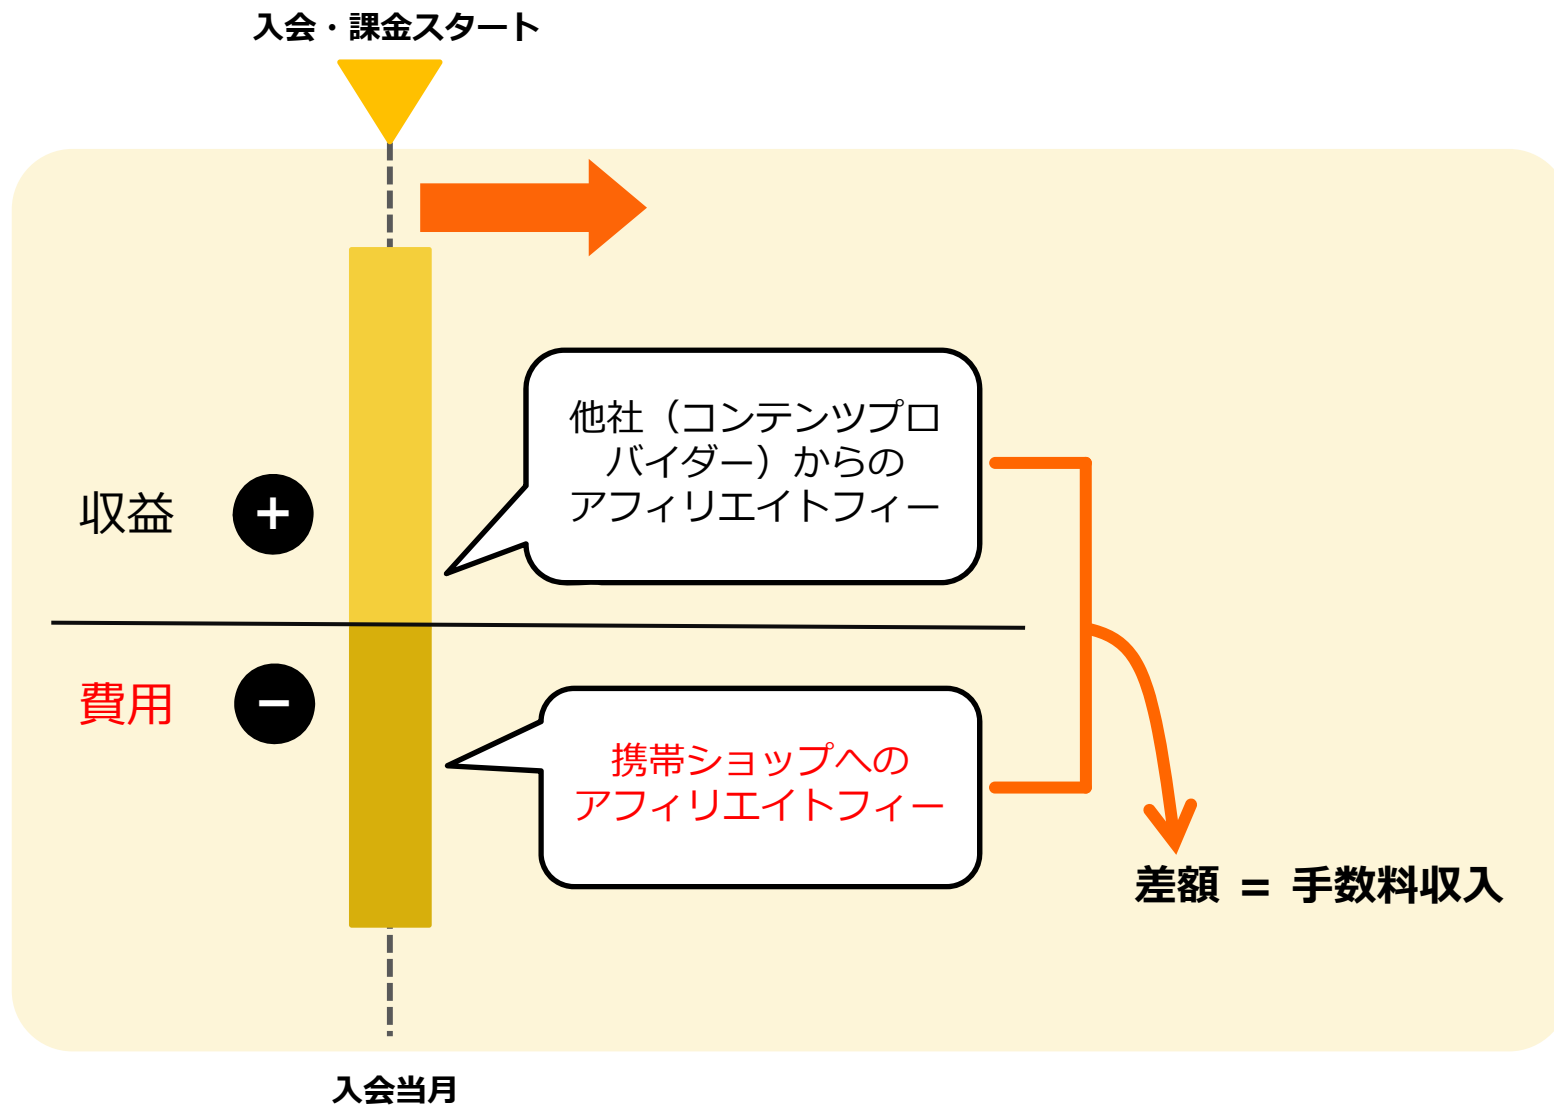 入会・課金スタート
他社（コンテンツプロ
バイダー）からの
アフィリエイトフィー
収益
+
費用
−
携帯ショップへの
アフィリエイトフィー
差額 = 手数料収入
入会当月